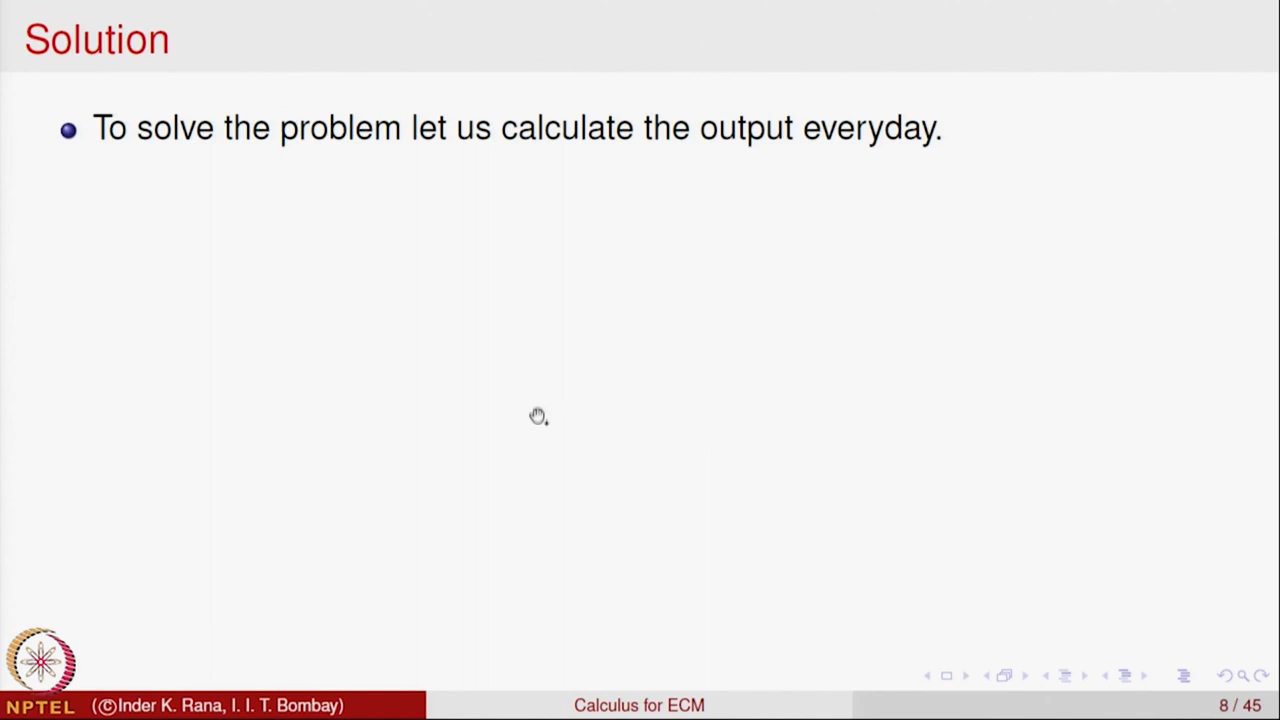 Solution
To solve the problem let us calculate the output everyday.
NPTEL
(©Inder K. Rana, I. I. T. Bombay)
Calculus for ECM
8 / 45